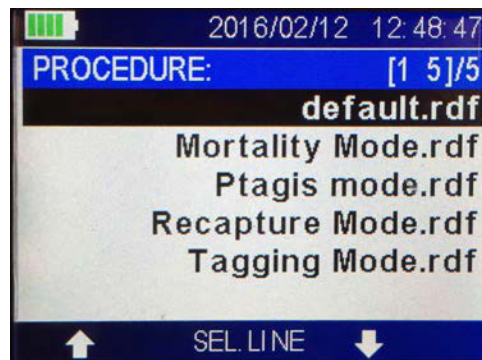 2016/02/12 12:48:47
PROCEDURE: [1 5]/5
default.rdf
Mortality Mode.rdf
Ptagis mode.rdf
Recapture Mode.rdf
Tagging Mode.rdf
SEL. LINE